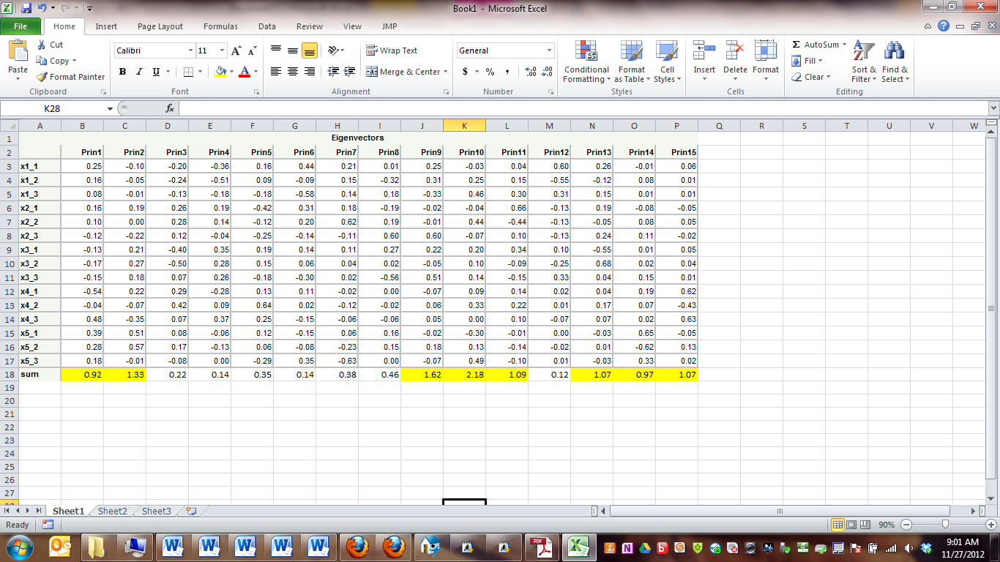 Book1 - Microsoft Excel
File Home Insert Page Layout Formulas Data Review View JMP
Paste Cut Copy Format Painter Clipboard
Calibri 11 A A B I U A Font
Wrap Text Merge & Center Alignment
General $ % , .00 .0 Number
Conditional Formatting Format as Table Cell Styles Styles
Insert Delete Format Cells
Σ AutoSum Fill Clear Sort & Filter Find & Select Editing
K28 fx
A B C D E F G H I J K L M N O P Q R S T U V W
1 Eigenvectors
2 Prin1 Prin2 Prin3 Prin4 Prin5 Prin6 Prin7 Prin8 Prin9 Prin10 Prin11 Prin12 Prin13 Prin14 Prin15
3 x1_1 0.25 -0.10 -0.20 -0.36 0.16 0.44 0.21 0.01 0.25 -0.03 0.04 0.60 0.26 -0.01 0.06
4 x1_2 0.16 -0.05 -0.24 -0.51 0.09 -0.09 0.15 -0.32 0.31 0.25 0.15 -0.55 -0.12 0.08 0.01
5 x1_3 0.08 -0.01 -0.13 -0.18 -0.18 -0.58 0.14 0.18 -0.33 0.46 0.30 0.31 0.15 0.01 0.01
6 x2_1 0.16 0.19 0.26 0.19 -0.42 0.31 0.18 -0.19 -0.02 -0.04 0.66 -0.13 0.19 -0.08 -0.05
7 x2_2 0.10 0.00 0.28 0.14 -0.12 0.20 0.62 0.19 -0.01 0.44 -0.44 -0.13 -0.05 0.08 0.05
8 x2_3 -0.12 -0.22 0.12 -0.04 -0.25 -0.14 -0.11 0.60 0.60 -0.07 0.10 -0.13 0.24 0.11 -0.02
9 x3_1 -0.13 0.21 -0.40 0.35 0.19 0.14 0.11 0.27 0.22 0.20 0.34 0.10 -0.55 0.01 0.05
10 x3_2 -0.17 0.27 -0.50 0.28 0.15 0.06 0.04 0.02 -0.05 0.10 -0.09 -0.25 0.68 0.02 0.04
11 x3_3 -0.15 0.18 0.07 0.26 -0.18 -0.30 0.02 -0.56 0.51 0.14 -0.15 0.33 0.04 0.15 0.01
12 x4_1 -0.54 0.22 0.29 -0.28 0.13 0.11 -0.02 0.00 -0.07 0.09 0.14 0.02 0.04 0.19 0.62
13 x4_2 -0.04 -0.07 0.42 0.09 0.64 0.02 -0.12 -0.02 0.06 0.33 0.22 0.01 0.17 0.07 -0.43
14 x4_3 0.48 -0.35 0.07 0.37 0.25 -0.15 -0.06 -0.06 0.05 0.00 0.10 -0.07 0.07 0.02 0.63
15 x5_1 0.39 0.51 0.08 -0.06 0.12 -0.15 0.06 0.16 -0.02 -0.30 -0.01 0.00 -0.03 0.65 -0.05
16 x5_2 0.28 0.57 0.17 -0.13 0.06 -0.08 -0.23 0.15 0.18 0.13 -0.14 -0.02 0.01 -0.62 0.13
17 x5_3 0.18 -0.01 -0.08 0.00 -0.29 0.35 -0.63 0.00 -0.07 0.49 -0.10 0.01 -0.03 0.33 0.02
18 sum 0.92 1.33 0.22 0.14 0.35 0.14 0.38 0.46 1.62 2.18 1.09 0.12 1.07 0.97 1.07
19
20
21
22
23
24
25
26
27
Sheet1 Sheet2 Sheet3
Ready 90%
9:01 AM
11/27/2012